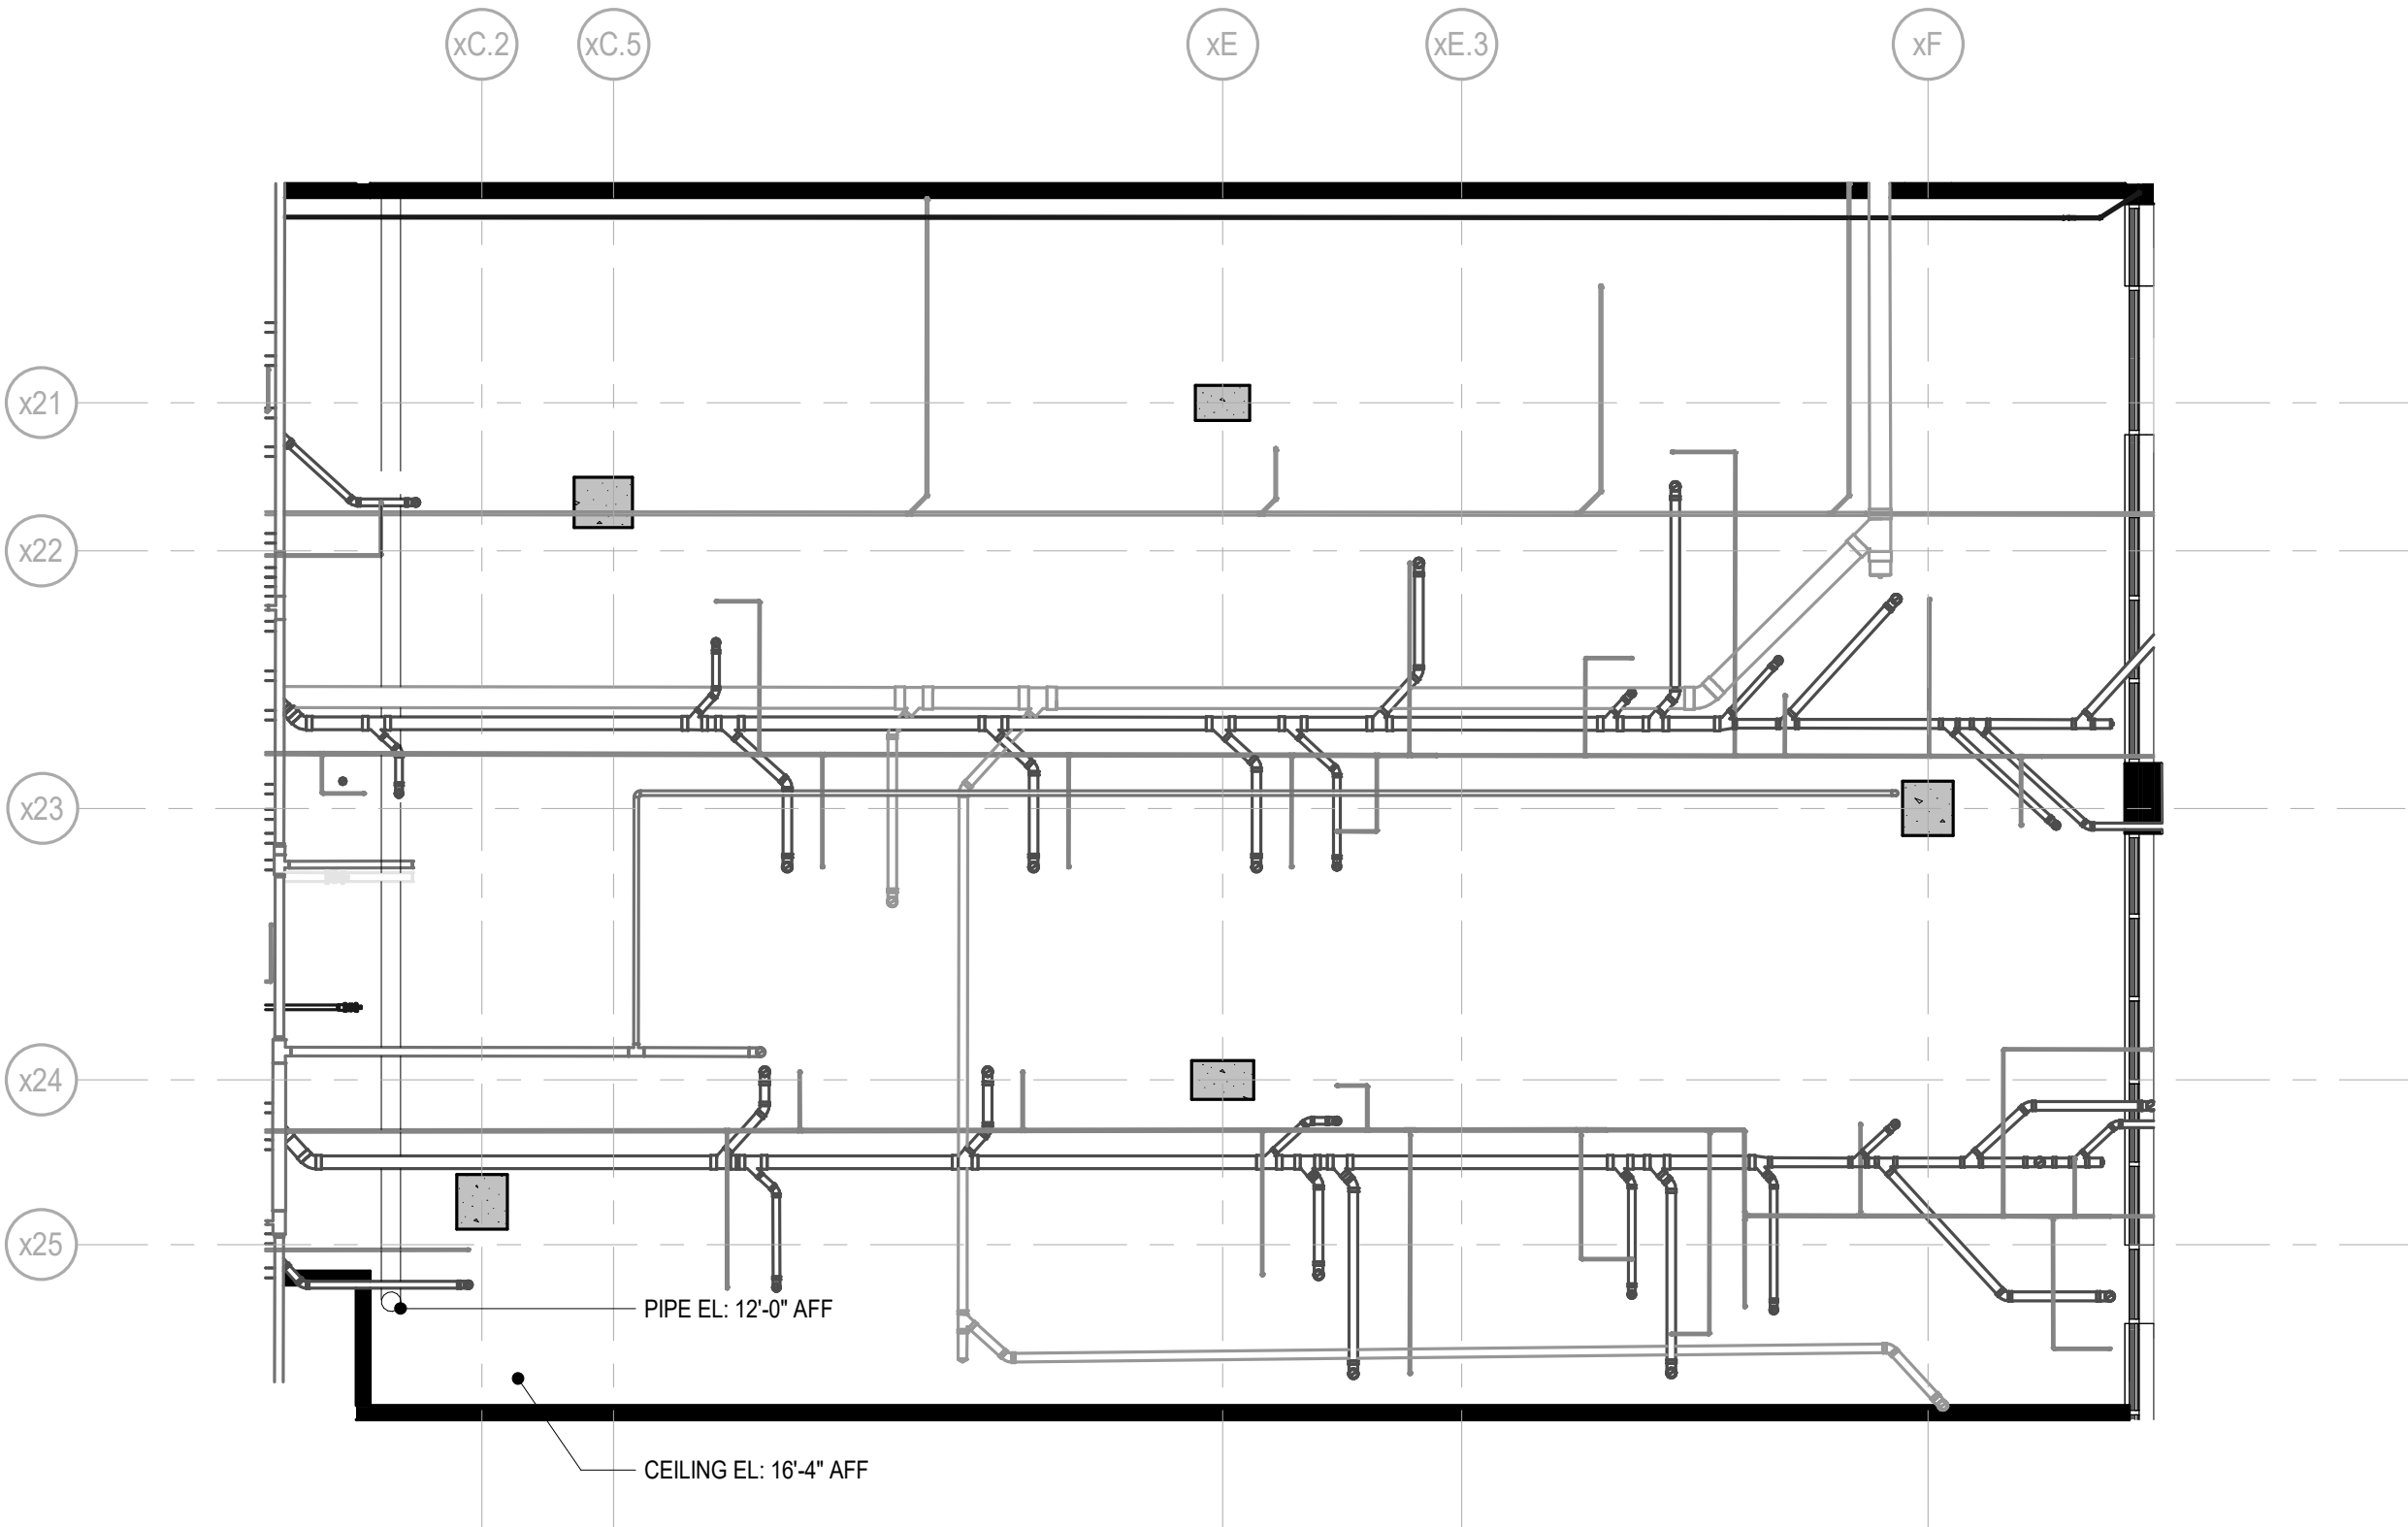 xC.2
xC.5
xE
xE.3
xF
x21
x22
x23
x24
x25
PIPE EL: 12'-0" AFF
CEILING EL: 16'-4" AFF